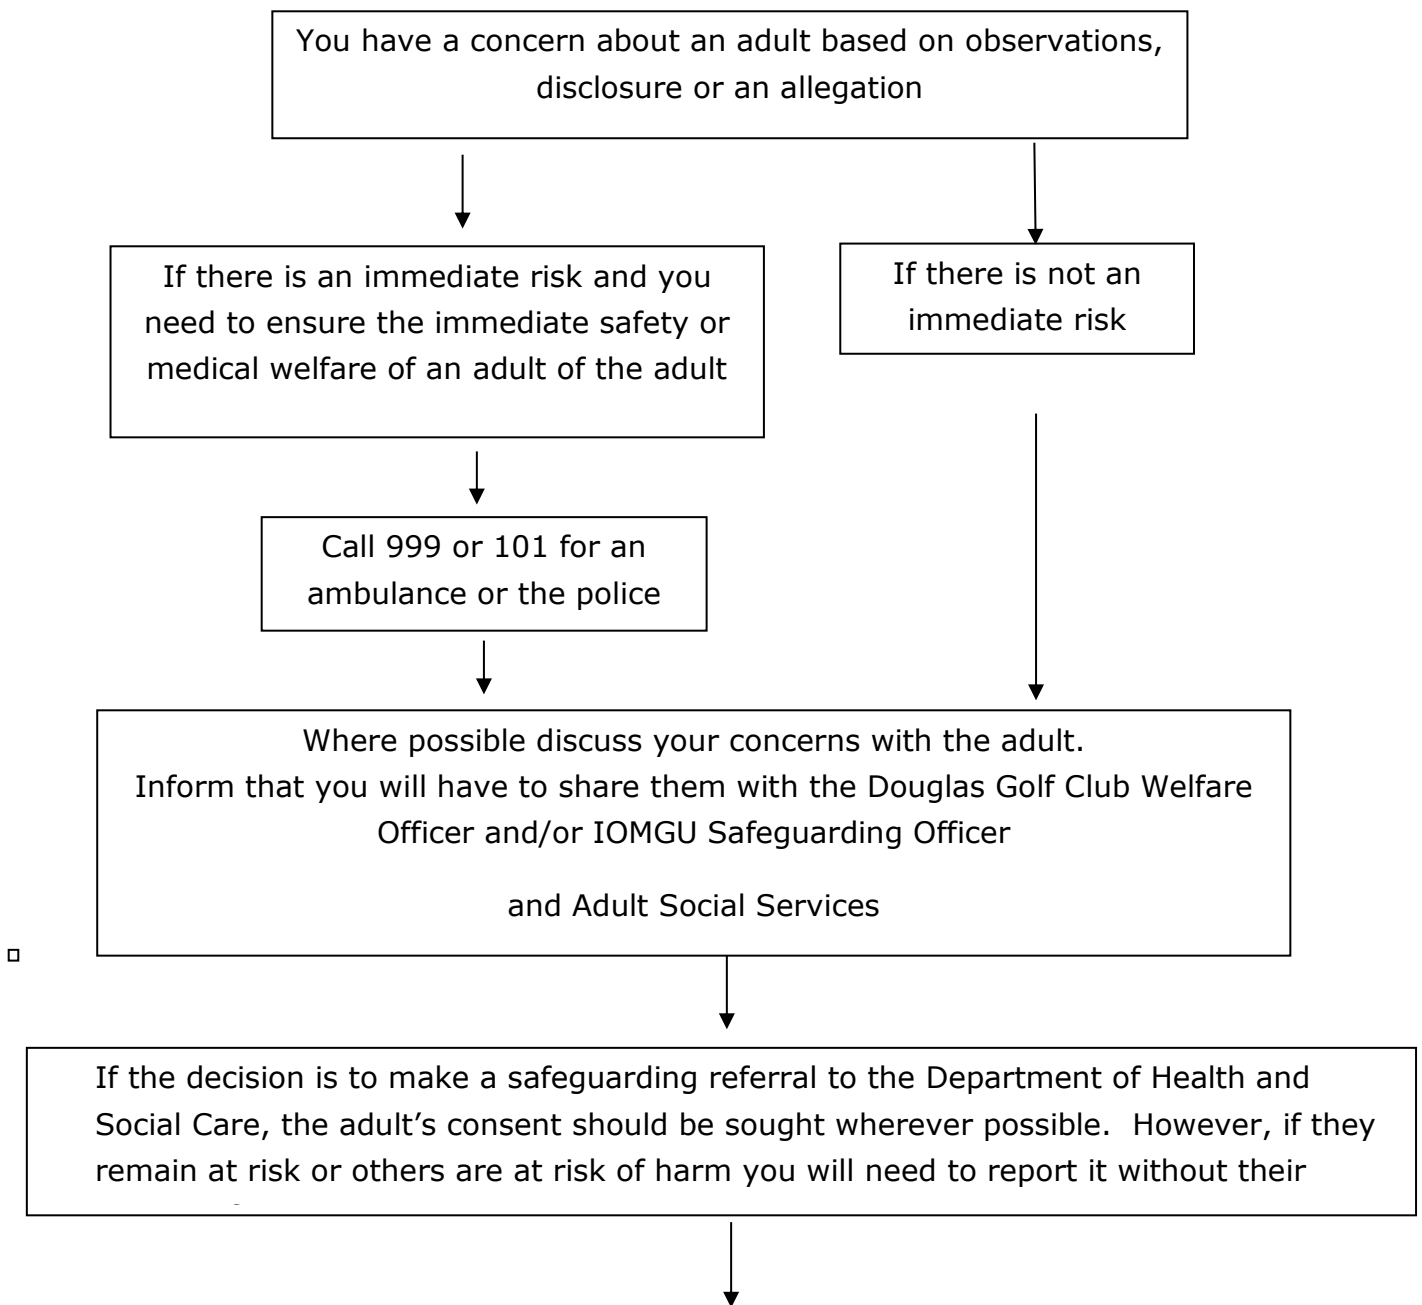 You have a concern about an adult based on observations,
disclosure or an allegation
If there is an immediate risk and you
need to ensure the immediate safety or
medical welfare of an adult of the adult
If there is not an
immediate risk
Call 999 or 101 for an
ambulance or the police
Where possible discuss your concerns with the adult.
Inform that you will have to share them with the Douglas Golf Club Welfare
Officer and/or IOMGU Safeguarding Officer
and Adult Social Services
If the decision is to make a safeguarding referral to the Department of Health and
Social Care, the adult’s consent should be sought wherever possible.  However, if they
remain at risk or others are at risk of harm you will need to report it without their